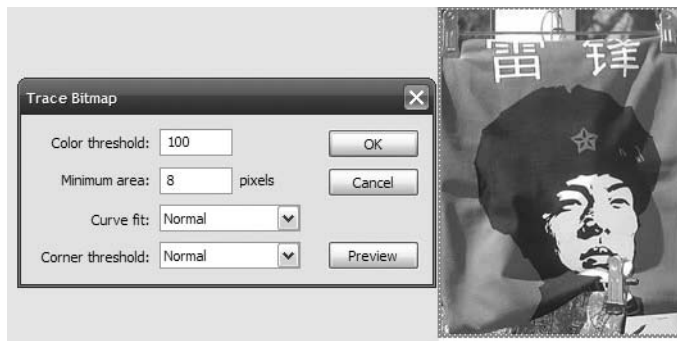 雷锋
Trace Bitmap
Color threshold: 100 OK
Minimum area: 8 pixels Cancel
Curve fit: Normal
Corner threshold: Normal Preview